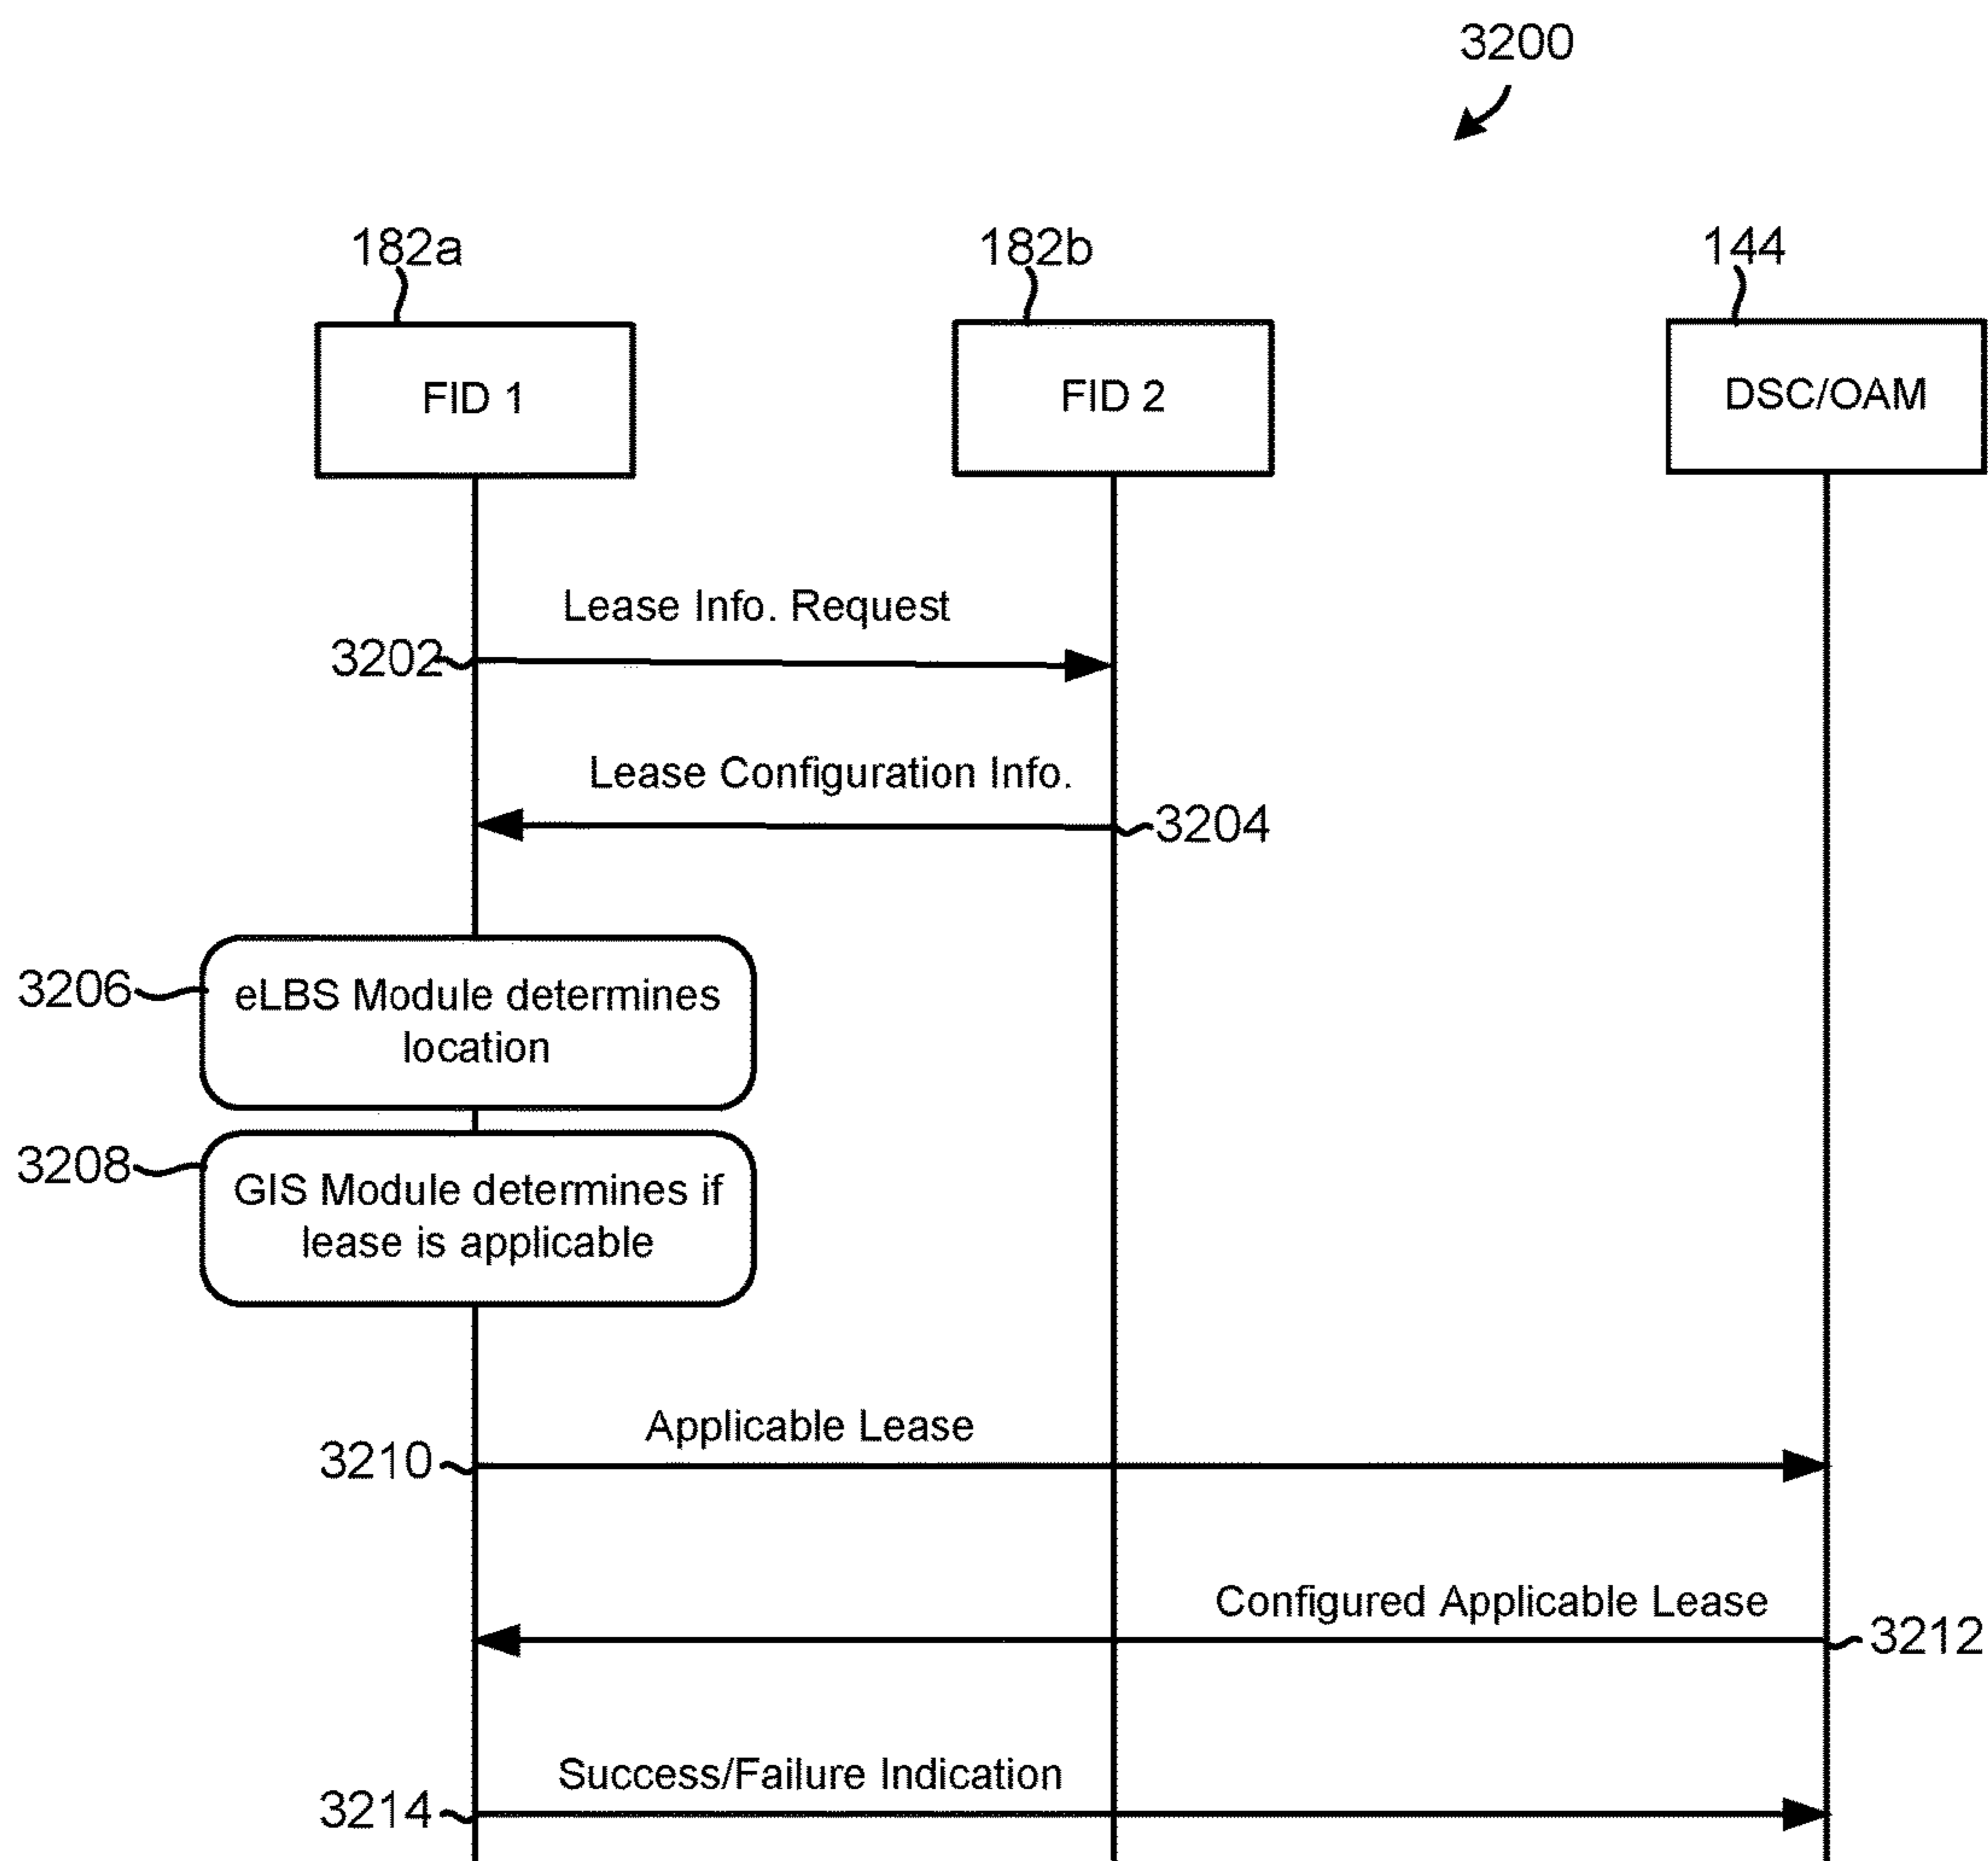 3200
182a
182b
144
FID 1
FID 2
DSC/OAM
Lease Info. Request
3202
Lease Configuration Info.
3204
3206
eLBS Module determines
location
3208
GIS Module determines if
lease is applicable
Applicable Lease
3210
Configured Applicable Lease
3212
Success/Failure Indication
3214